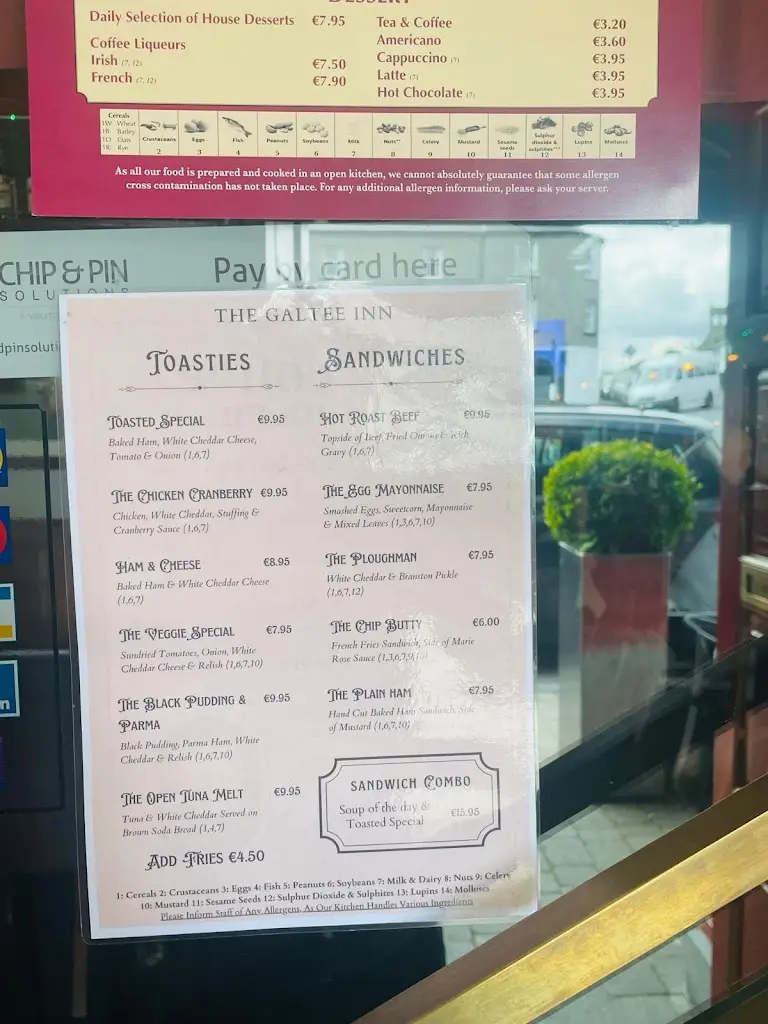 DESSERT
Daily Selection of House Desserts €7.95
Coffee Liqueurs
Irish (7, 12) €7.50
French (7, 12) €7.90
Tea & Coffee €3.20
Americano €3.60
Cappuccino (7) €3.95
Latte (7) €3.95
Hot Chocolate (7) €3.95
Cereals
1W: Wheat
1B: Barley
1O: Oats
1R: Rye
Crustaceans 2
Eggs 3
Fish 4
Peanuts 5
Soybeans 6
Milk 7
Nuts** 8
Celery 9
Mustard 10
Sesame seeds 11
Sulphur dioxide & sulphites*** 12
Lupins 13
Molluscs 14
As all our food is prepared and cooked in an open kitchen, we cannot absolutely guarantee that some allergen
cross contamination has not taken place. For any additional allergen information, please ask your server.
CHIP & PIN
SOLUTIONS
Pay by card here
dpinsoluti
THE GALTEE INN
TOASTIES
TOASTED SPECIAL €9.95
Baked Ham, White Cheddar Cheese,
Tomato & Onion (1,6,7)
THE CHICKEN CRANBERRY €9.95
Chicken, White Cheddar, Stuffing &
Cranberry Sauce (1,6,7)
HAM & CHEESE €8.95
Baked Ham & White Cheddar Cheese
(1,6,7)
THE VEGGIE SPECIAL €7.95
Sundried Tomatoes, Onion, White
Cheddar Cheese & Relish (1,6,7,10)
THE BLACK PUDDING & €9.95
PARMA
Black Pudding, Parma Ham, White
Cheddar & Relish (1,6,7,10)
THE OPEN TUNA MELT €9.95
Tuna & White Cheddar Served on
Brown Soda Bread (1,4,7)
ADD FRIES €4.50
SANDWICHES
HOT ROAST BEEF €9.95
Topside of Beef, Fried Onions & with
Gravy (1,6,7)
THE EGG MAYONNAISE €7.95
Smashed Eggs, Sweetcorn, Mayonnaise
& Mixed Leaves (1,3,6,7,10)
THE PLOUGHMAN €7.95
White Cheddar & Branston Pickle
(1,6,7,12)
THE CHIP BUTTY €6.00
French Fries Sandwich, Side of Marie
Rose Sauce (1,3,6,7,9,10)
THE PLAIN HAM €7.95
Hand Cut Baked Ham Sandwich, Side
of Mustard (1,6,7,10)
SANDWICH COMBO
Soup of the day & €15.95
Toasted Special
1: Cereals 2: Crustaceans 3: Eggs 4: Fish 5: Peanuts 6: Soybeans 7: Milk & Dairy 8: Nuts 9: Celery
10: Mustard 11: Sesame Seeds 12: Sulphur Dioxide & Sulphites 13: Lupins 14: Molluscs
Please Inform Staff of Any Allergens, As Our Kitchen Handles Various Ingredients